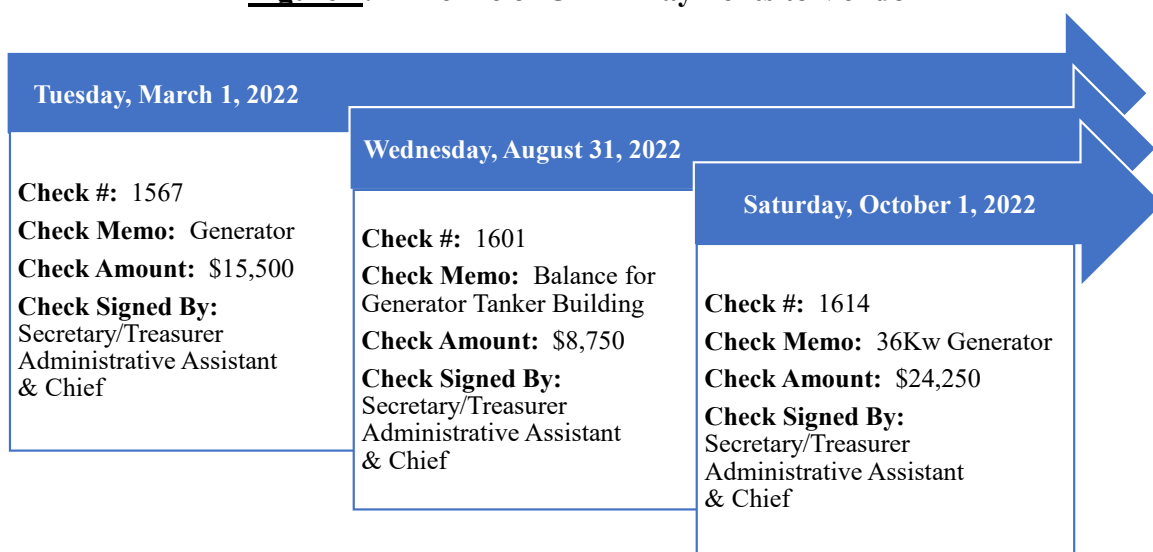 Tuesday, March 1, 2022
Check #: 1567
Check Memo: Generator
Check Amount: $15,500
Check Signed By:
Secretary/Treasurer
Administrative Assistant
& Chief
Wednesday, August 31, 2022
Check #: 1601
Check Memo: Balance for
Generator Tanker Building
Check Amount: $8,750
Check Signed By:
Secretary/Treasurer
Administrative Assistant
& Chief
Saturday, October 1, 2022
Check #: 1614
Check Memo: 36Kw Generator
Check Amount: $24,250
Check Signed By:
Secretary/Treasurer
Administrative Assistant
& Chief